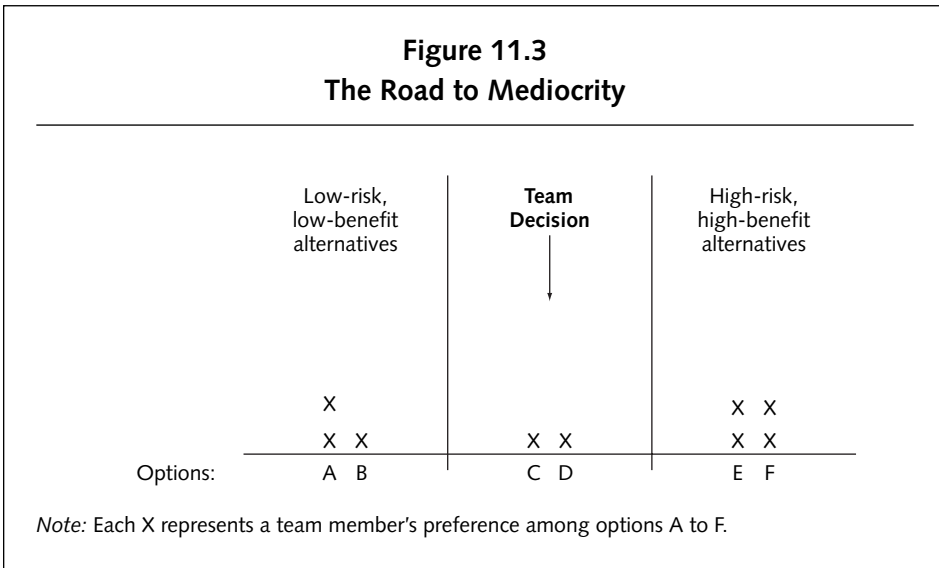 Figure 11.3
The Road to Mediocrity
Low-risk,
low-benefit
alternatives
Team
Decision
High-risk,
high-benefit
alternatives
X X X
X X X X X X
Options: A B C D E F
Note: Each X represents a team member's preference among options A to F.